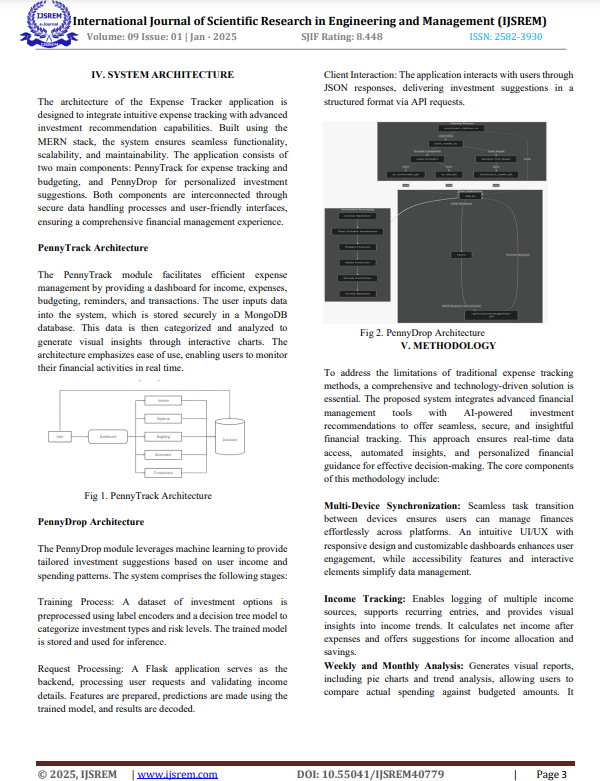 IJSREM
International Journal of Scientific Research in Engineering and Management (IJSREM)
Volume: 09 Issue: 01 | Jan - 2025 SJIF Rating: 8.448 ISSN: 2582-3930
IV. SYSTEM ARCHITECTURE
The architecture of the Expense Tracker application is
designed to integrate intuitive expense tracking with advanced
investment recommendation capabilities. Built using the
MERN stack, the system ensures seamless functionality,
scalability, and maintainability. The application consists of
two main components: PennyTrack for expense tracking and
budgeting, and PennyDrop for personalized investment
suggestions. Both components are interconnected through
secure data handling processes and user-friendly interfaces,
ensuring a comprehensive financial management experience.
PennyTrack Architecture
The PennyTrack module facilitates efficient expense
management by providing a dashboard for income, expenses,
budgeting, reminders, and transactions. The user inputs data
into the system, which is stored securely in a MongoDB
database. This data is then categorized and analyzed to
generate visual insights through interactive charts. The
architecture emphasizes ease of use, enabling users to monitor
their financial activities in real time.
User
Dashboard
Income
Expense
Budgeting
Reminders
Transactions
Database
Fig 1. PennyTrack Architecture
PennyDrop Architecture
The PennyDrop module leverages machine learning to provide
tailored investment suggestions based on user income and
spending patterns. The system comprises the following stages:
Training Process: A dataset of investment options is
preprocessed using label encoders and a decision tree model to
categorize investment types and risk levels. The trained model
is stored and used for inference.
Request Processing: A Flask application serves as the
backend, processing user requests and validating income
details. Features are prepared, predictions are made using the
trained model, and results are decoded.
Client Interaction: The application interacts with users through
JSON responses, delivering investment suggestions in a
structured format via API requests.
Fig 2. PennyDrop Architecture
V. METHODOLOGY
To address the limitations of traditional expense tracking
methods, a comprehensive and technology-driven solution is
essential. The proposed system integrates advanced financial
management tools with AI-powered investment
recommendations to offer seamless, secure, and insightful
financial tracking. This approach ensures real-time data
access, automated insights, and personalized financial
guidance for effective decision-making. The core components
of this methodology include:
Multi-Device Synchronization: Seamless task transition
between devices ensures users can manage finances
effortlessly across platforms. An intuitive UI/UX with
responsive design and customizable dashboards enhances user
engagement, while accessibility features and interactive
elements simplify data management.
Income Tracking: Enables logging of multiple income
sources, supports recurring entries, and provides visual
insights into income trends. It calculates net income after
expenses and offers suggestions for income allocation and
savings.
Weekly and Monthly Analysis: Generates visual reports,
including pie charts and trend analysis, allowing users to
compare actual spending against budgeted amounts. It
© 2025, IJSREM | www.ijsrem.com DOI: 10.55041/IJSREM40779 | Page 3